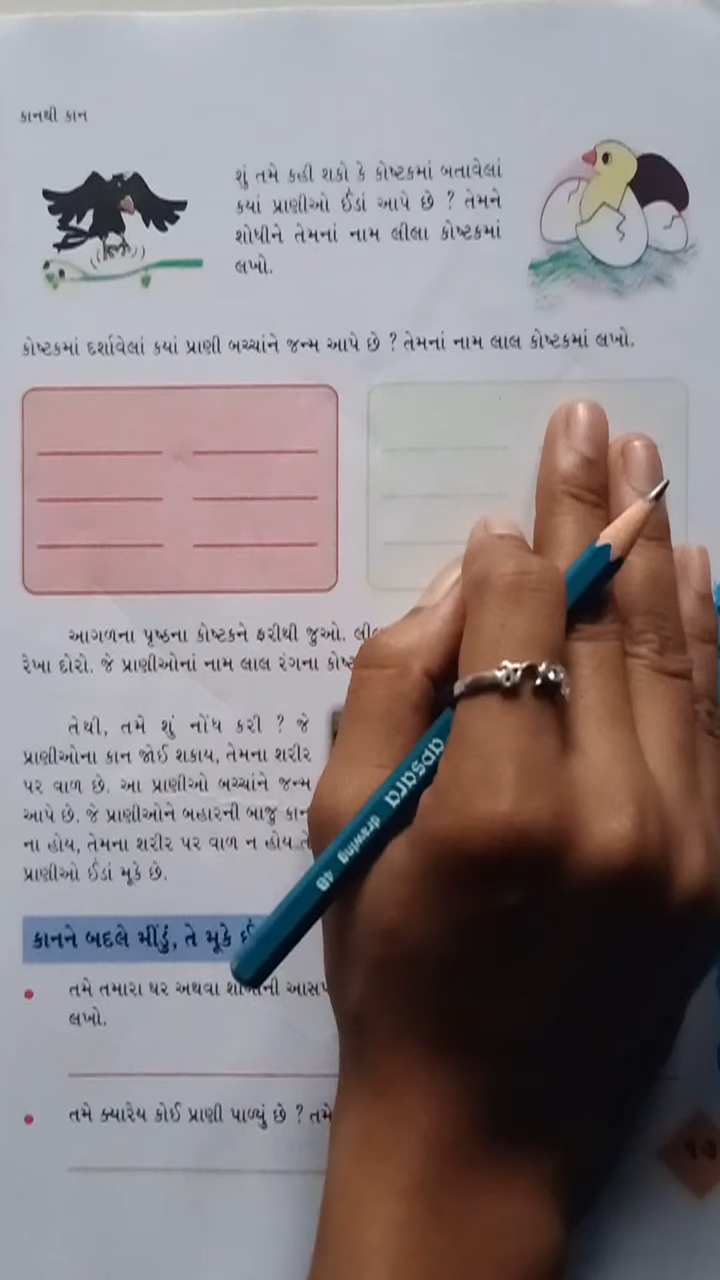 કાનથી કાન
શું તમે કહી શકો કે કોષ્ટકમાં બતાવેલાં
કયાં પ્રાણીઓ ઈંડાં આપે છે ? તેમને
શોધીને તેમનાં નામ લીલા કોષ્ટકમાં
લખો.
કોષ્ટકમાં દર્શાવેલાં કયાં પ્રાણી બચ્ચાંને જન્મ આપે છે ? તેમનાં નામ લાલ કોષ્ટકમાં લખો.
આગળના પૃષ્ઠના કોષ્ટકને ફરીથી જુઓ.
રેખા દોરો. જે પ્રાણીઓનાં નામ લાલ રંગના
તેથી, તમે શું નોંધ કરી ? જે
પ્રાણીઓના કાન જોઈ શકાય, તેમના શરીર
પર વાળ છે. આ પ્રાણીઓ બચ્ચાંને જન્મ
આપે છે. જે પ્રાણીઓને બહારની બાજુ કાન
ના હોય, તેમના શરીર પર વાળ ન હોય તે
પ્રાણીઓ ઈંડાં મૂકે છે.
કાનને બદલે મીંડું, તે મૂકે
તમે તમારા ઘર અથવા શાળાની
લખો.
તમે ક્યારેય કોઈ પ્રાણી પાળ્યું છે ?
apsara drawing 4B